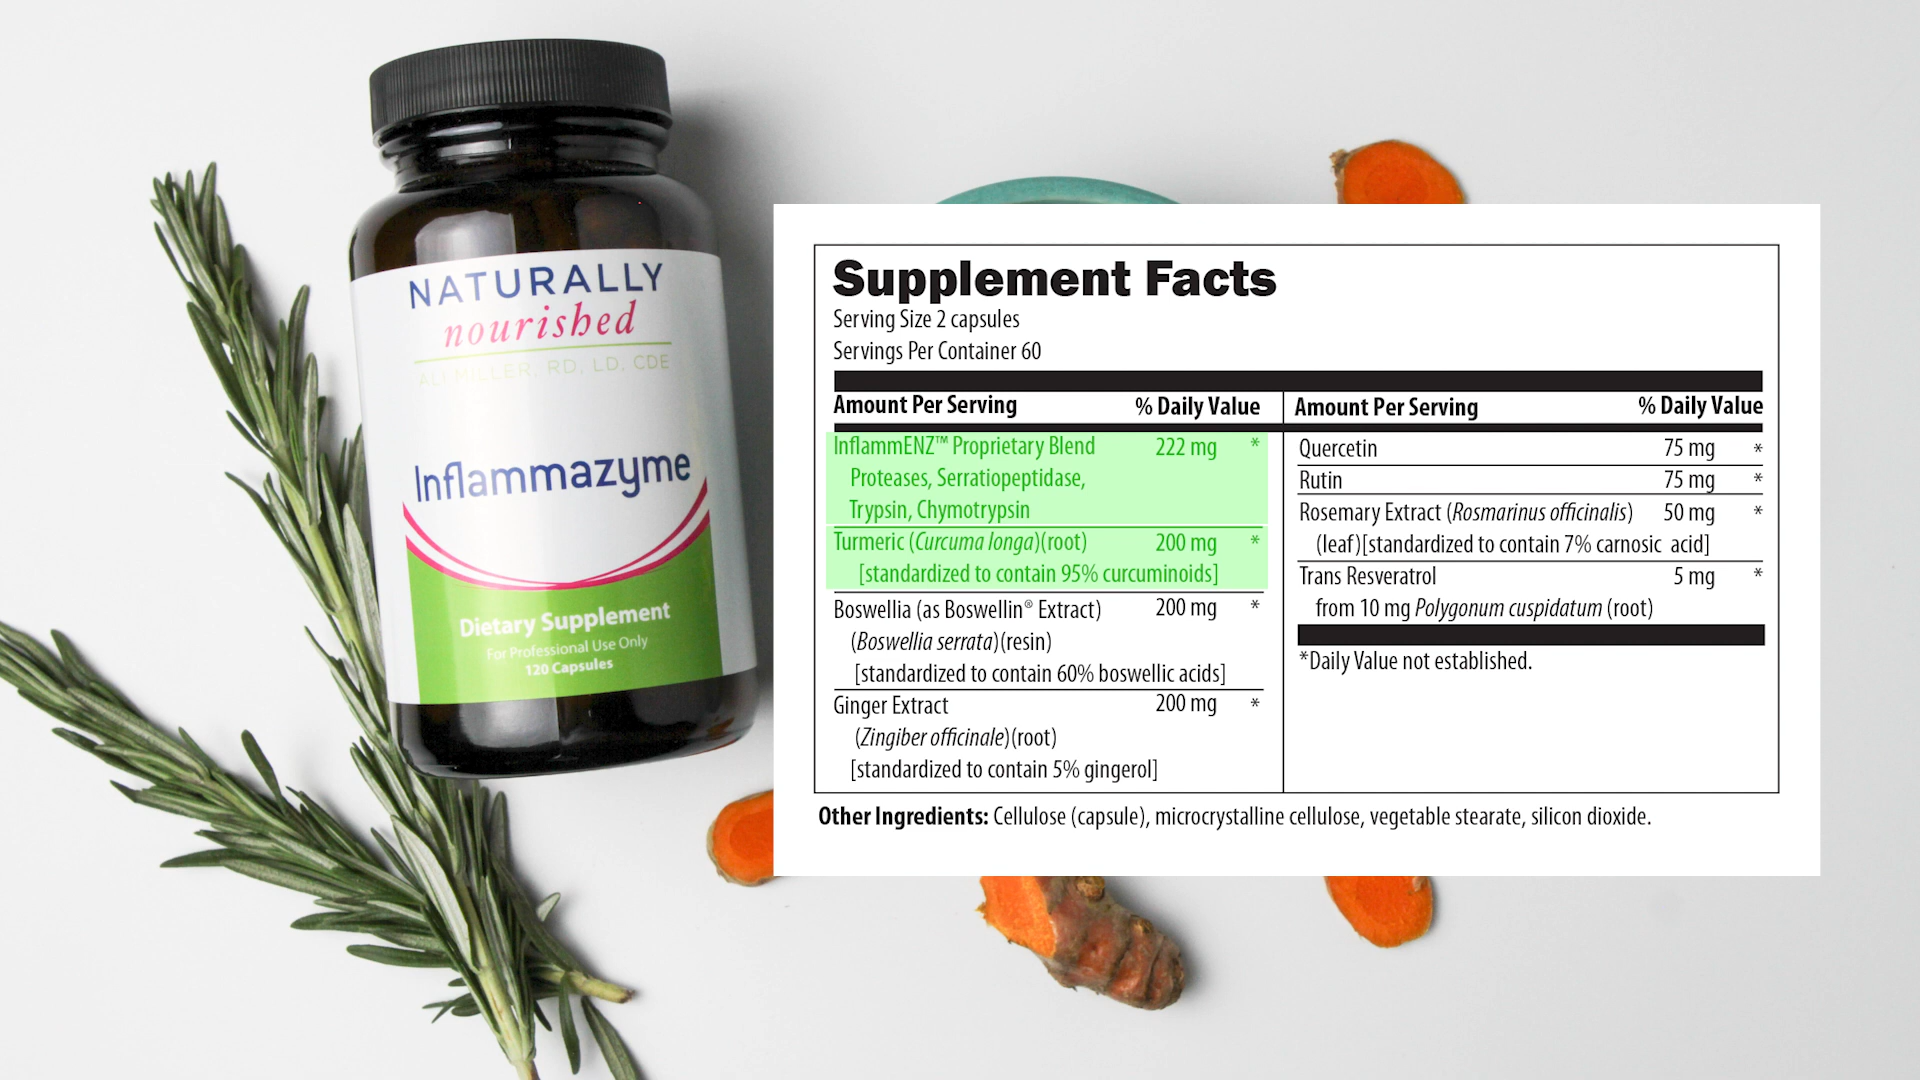 NATURALLY
nourished
ALI MILLER, RD, LD, CDE
Inflammazyme
Dietary Supplement
For Professional Use Only
120 Capsules
Supplement Facts
Serving Size 2 capsules
Servings Per Container 60
Amount Per Serving % Daily Value
InflammENZ™ Proprietary Blend 222 mg *
Proteases, Serratiopeptidase,
Trypsin, Chymotrypsin
Turmeric (Curcuma longa)(root) 200 mg *
[standardized to contain 95% curcuminoids]
Boswellia (as Boswellin® Extract) 200 mg *
(Boswellia serrata)(resin)
[standardized to contain 60% boswellic acids]
Ginger Extract 200 mg *
(Zingiber officinale)(root)
[standardized to contain 5% gingerol]
Amount Per Serving % Daily Value
Quercetin 75 mg *
Rutin 75 mg *
Rosemary Extract (Rosmarinus officinalis) 50 mg *
(leaf)[standardized to contain 7% carnosic acid]
Trans Resveratrol 5 mg *
from 10 mg Polygonum cuspidatum (root)
*Daily Value not established.
Other Ingredients: Cellulose (capsule), microcrystalline cellulose, vegetable stearate, silicon dioxide.